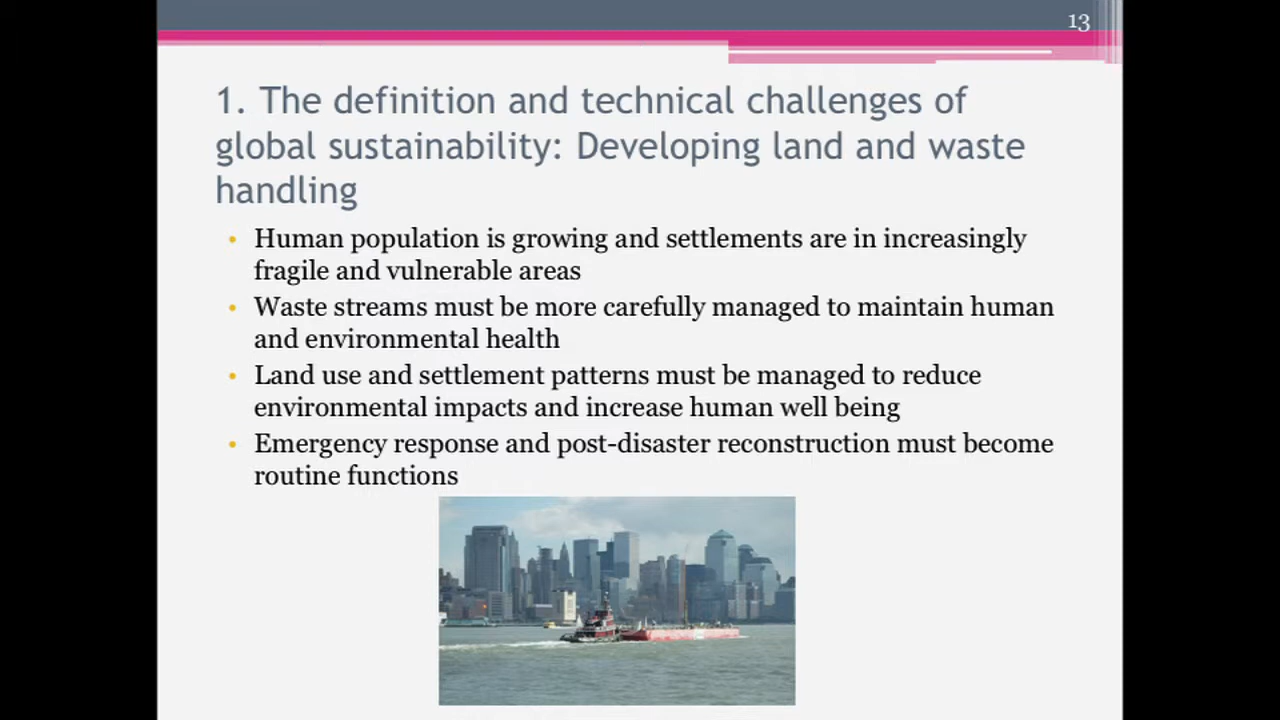 13
1. The definition and technical challenges of
global sustainability: Developing land and waste
handling
• Human population is growing and settlements are in increasingly
fragile and vulnerable areas
• Waste streams must be more carefully managed to maintain human
and environmental health
• Land use and settlement patterns must be managed to reduce
environmental impacts and increase human well being
• Emergency response and post-disaster reconstruction must become
routine functions